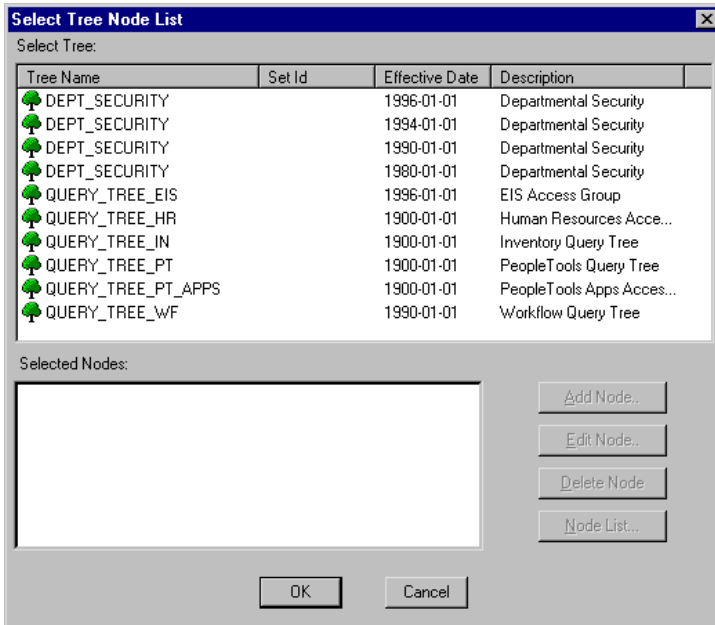 Select Tree Node List
Select Tree:
Tree Name Set Id Effective Date Description
DEPT_SECURITY 1996-01-01 Departmental Security
DEPT_SECURITY 1994-01-01 Departmental Security
DEPT_SECURITY 1990-01-01 Departmental Security
DEPT_SECURITY 1980-01-01 Departmental Security
QUERY_TREE_EIS 1996-01-01 EIS Access Group
QUERY_TREE_HR 1900-01-01 Human Resources Acce...
QUERY_TREE_IN 1900-01-01 Inventory Query Tree
QUERY_TREE_PT 1900-01-01 PeopleTools Query Tree
QUERY_TREE_PT_APPS 1900-01-01 PeopleTools Apps Acces...
QUERY_TREE_WF 1990-01-01 Workflow Query Tree
Selected Nodes:
Add Node..
Edit Node..
Delete Node
Node List...
OK Cancel